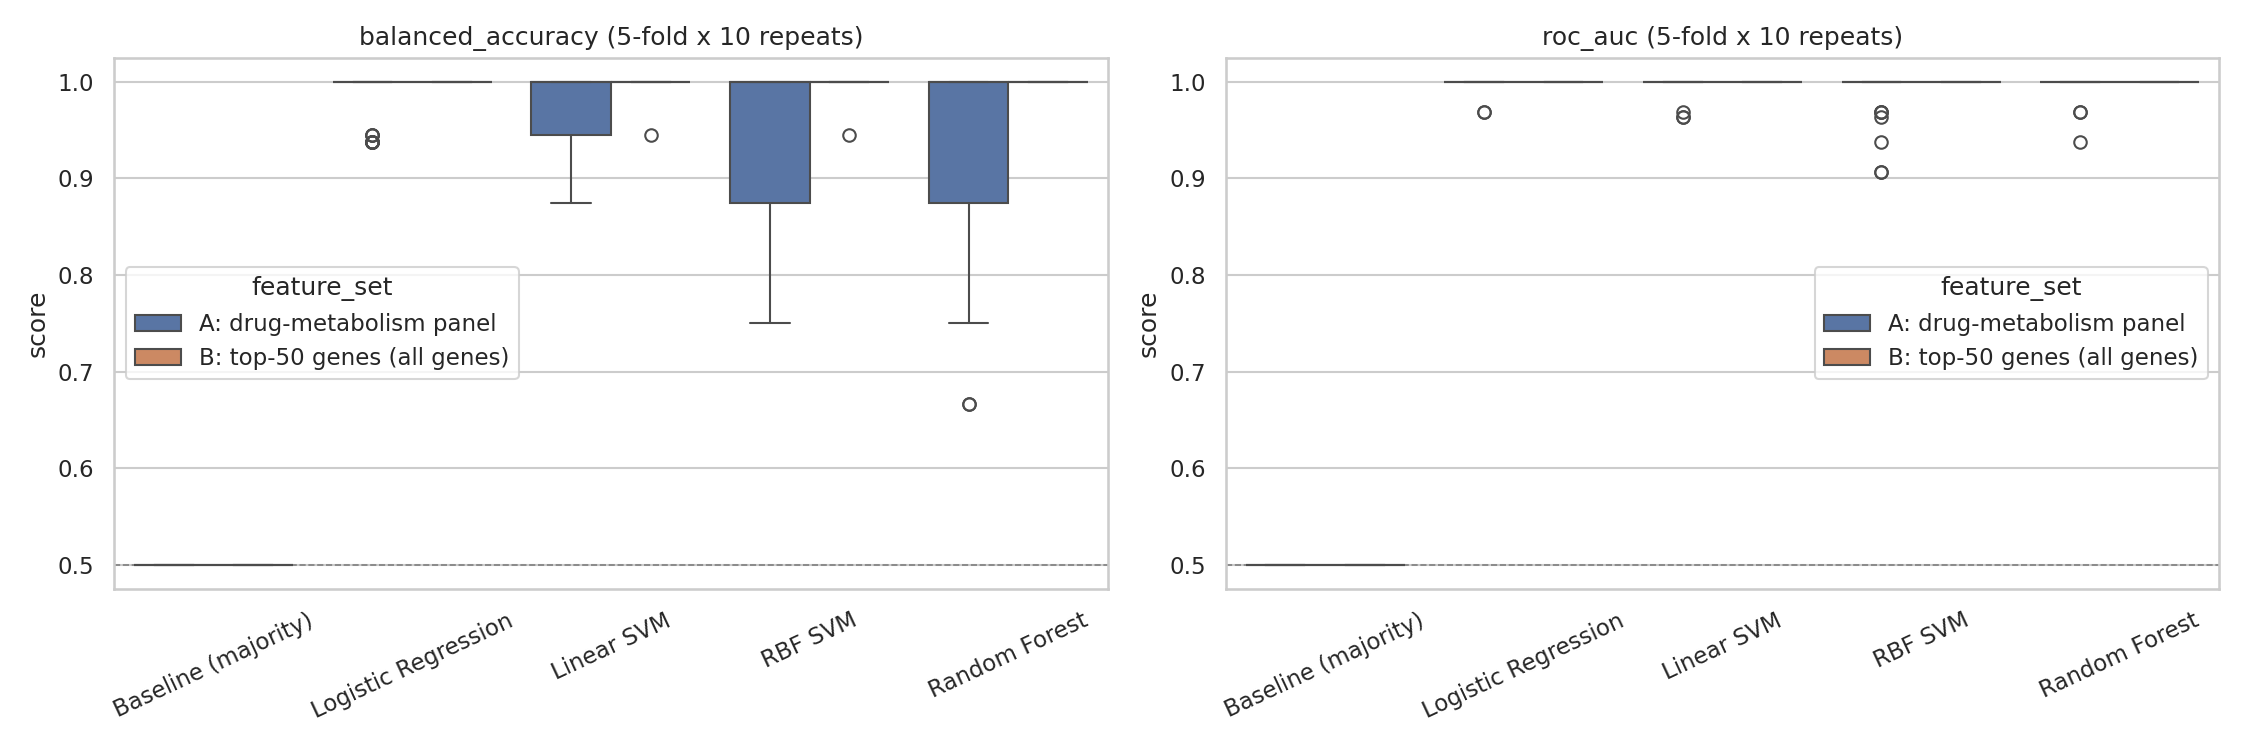 balanced_accuracy (5-fold x 10 repeats)
score
1.0
0.9
0.8
0.7
0.6
0.5
feature_set
A: drug-metabolism panel
B: top-50 genes (all genes)
Baseline (majority)
Logistic Regression
Linear SVM
RBF SVM
Random Forest
roc_auc (5-fold x 10 repeats)
score
1.0
0.9
0.8
0.7
0.6
0.5
feature_set
A: drug-metabolism panel
B: top-50 genes (all genes)
Baseline (majority)
Logistic Regression
Linear SVM
RBF SVM
Random Forest